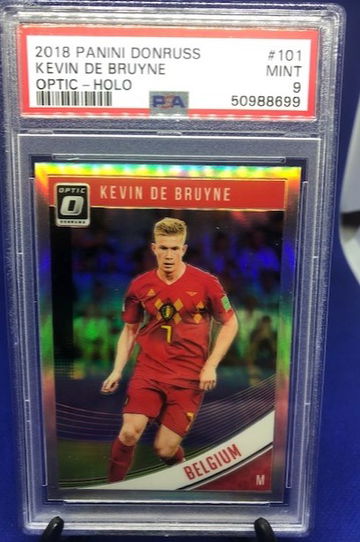 2018 PANINI DONRUSS #101
KEVIN DE BRUYNE MINT
OPTIC - HOLO 9
PSA 50988699
OPTIC
O
DONRUSS
KEVIN DE BRUYNE
7
BELGIUM
M